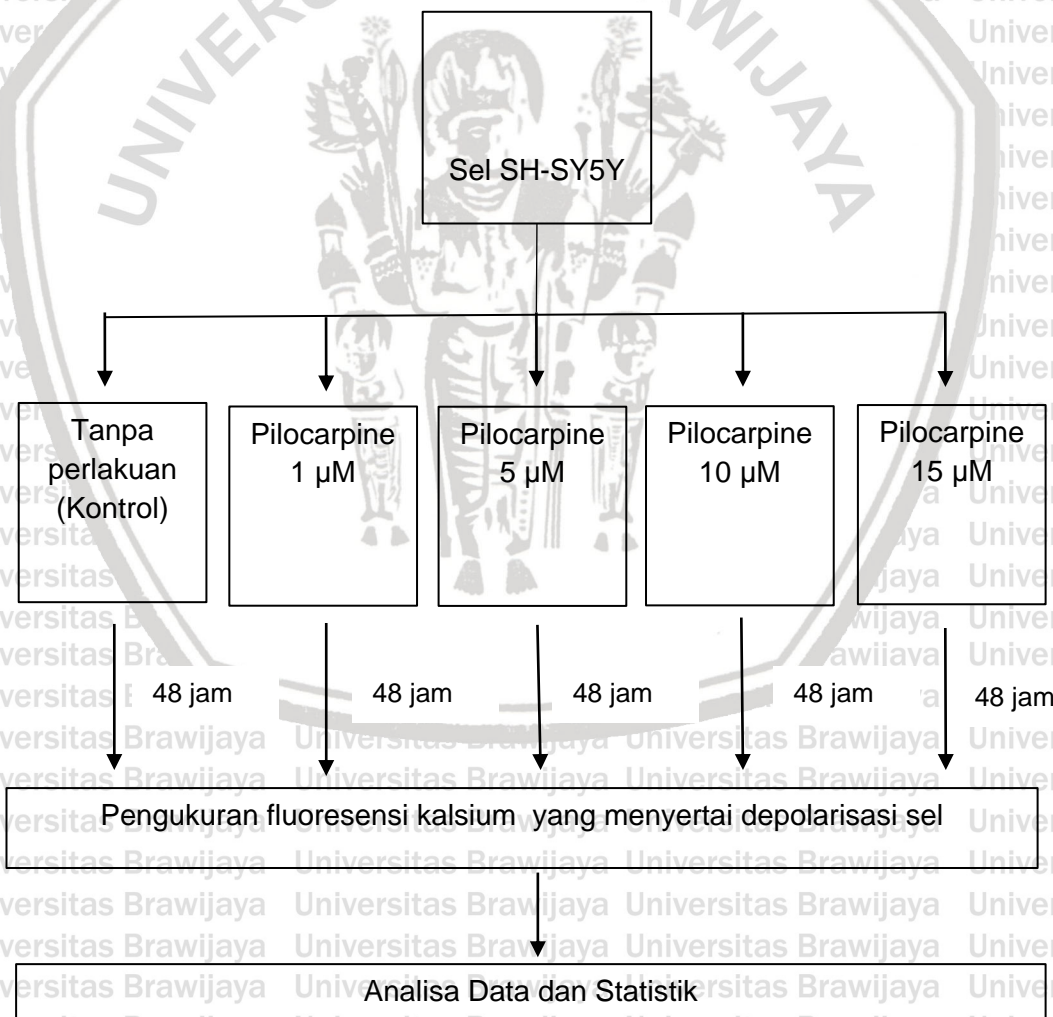 UNIVERSITAS BRAWIJAYA
Sel SH-SY5Y
Tanpa
perlakuan
(Kontrol)
Pilocarpine
1 µM
Pilocarpine
5 µM
Pilocarpine
10 µM
Pilocarpine
15 µM
48 jam
48 jam
48 jam
48 jam
48 jam
Pengukuran fluoresensi kalsium yang menyertai depolarisasi sel
Analisa Data dan Statistik